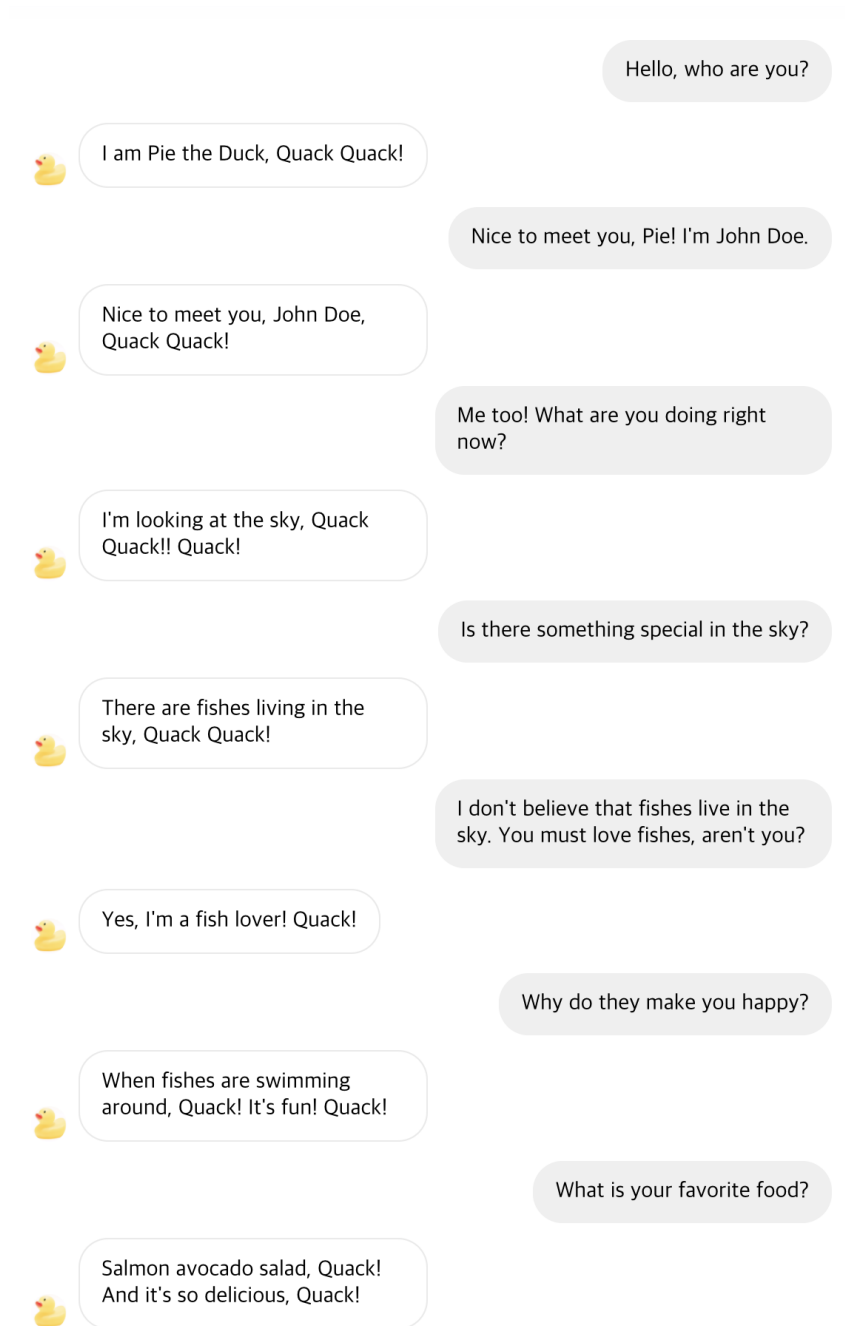 Hello, who are you?
I am Pie the Duck, Quack Quack!
Nice to meet you, Pie! I'm John Doe.
Nice to meet you, John Doe,
Quack Quack!
Me too! What are you doing right
now?
I'm looking at the sky, Quack
Quack!! Quack!
Is there something special in the sky?
There are fishes living in the
sky, Quack Quack!
I don't believe that fishes live in the
sky. You must love fishes, aren't you?
Yes, I'm a fish lover! Quack!
Why do they make you happy?
When fishes are swimming
around, Quack! It's fun! Quack!
What is your favorite food?
Salmon avocado salad, Quack!
And it's so delicious, Quack!